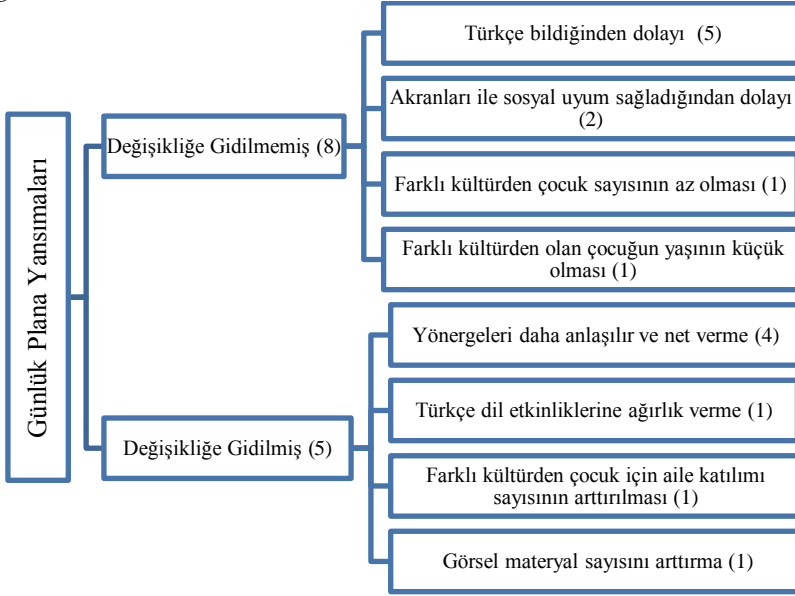 Günlük Plana Yansımaları
Değişikliğe Gidilmemiş (8)
Türkçe bildiğinden dolayı (5)
Akranları ile sosyal uyum sağladığından dolayı
(2)
Farklı kültürden çocuk sayısının az olması (1)
Farklı kültürden olan çocuğun yaşının küçük
olması (1)
Değişikliğe Gidilmiş (5)
Yönergeleri daha anlaşılır ve net verme (4)
Türkçe dil etkinliklerine ağırlık verme (1)
Farklı kültürden çocuk için aile katılımı
sayısının arttırılması (1)
Görsel materyal sayısını arttırma (1)